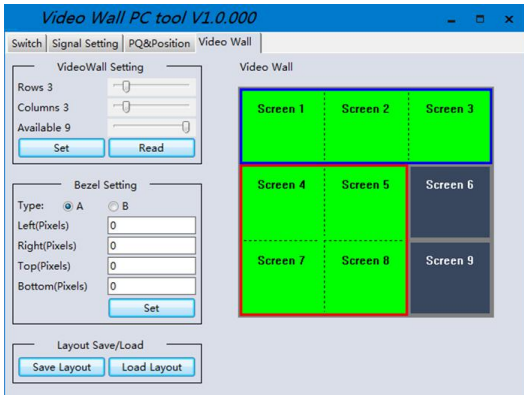 Video Wall PC tool V1.0.000
Switch Signal Setting PQ&Position Video Wall
VideoWall Setting
Rows 3
Columns 3
Available 9
Set Read
Bezel Setting
Type: A B
Left(Pixels) 0
Right(Pixels) 0
Top(Pixels) 0
Bottom(Pixels) 0
Set
Layout Save/Load
Save Layout Load Layout
Video Wall
Screen 1 Screen 2 Screen 3
Screen 4 Screen 5 Screen 6
Screen 7 Screen 8 Screen 9